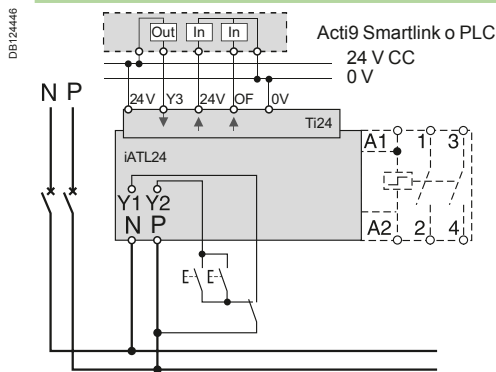 DB124446
Out In In
Acti9 Smartlink o PLC
24 V CC
0 V
N P
24 V Y3 24V OF 0V
Ti24
iATL24
A1 1 3
Y1 Y2
N P
A2 2 4
E E